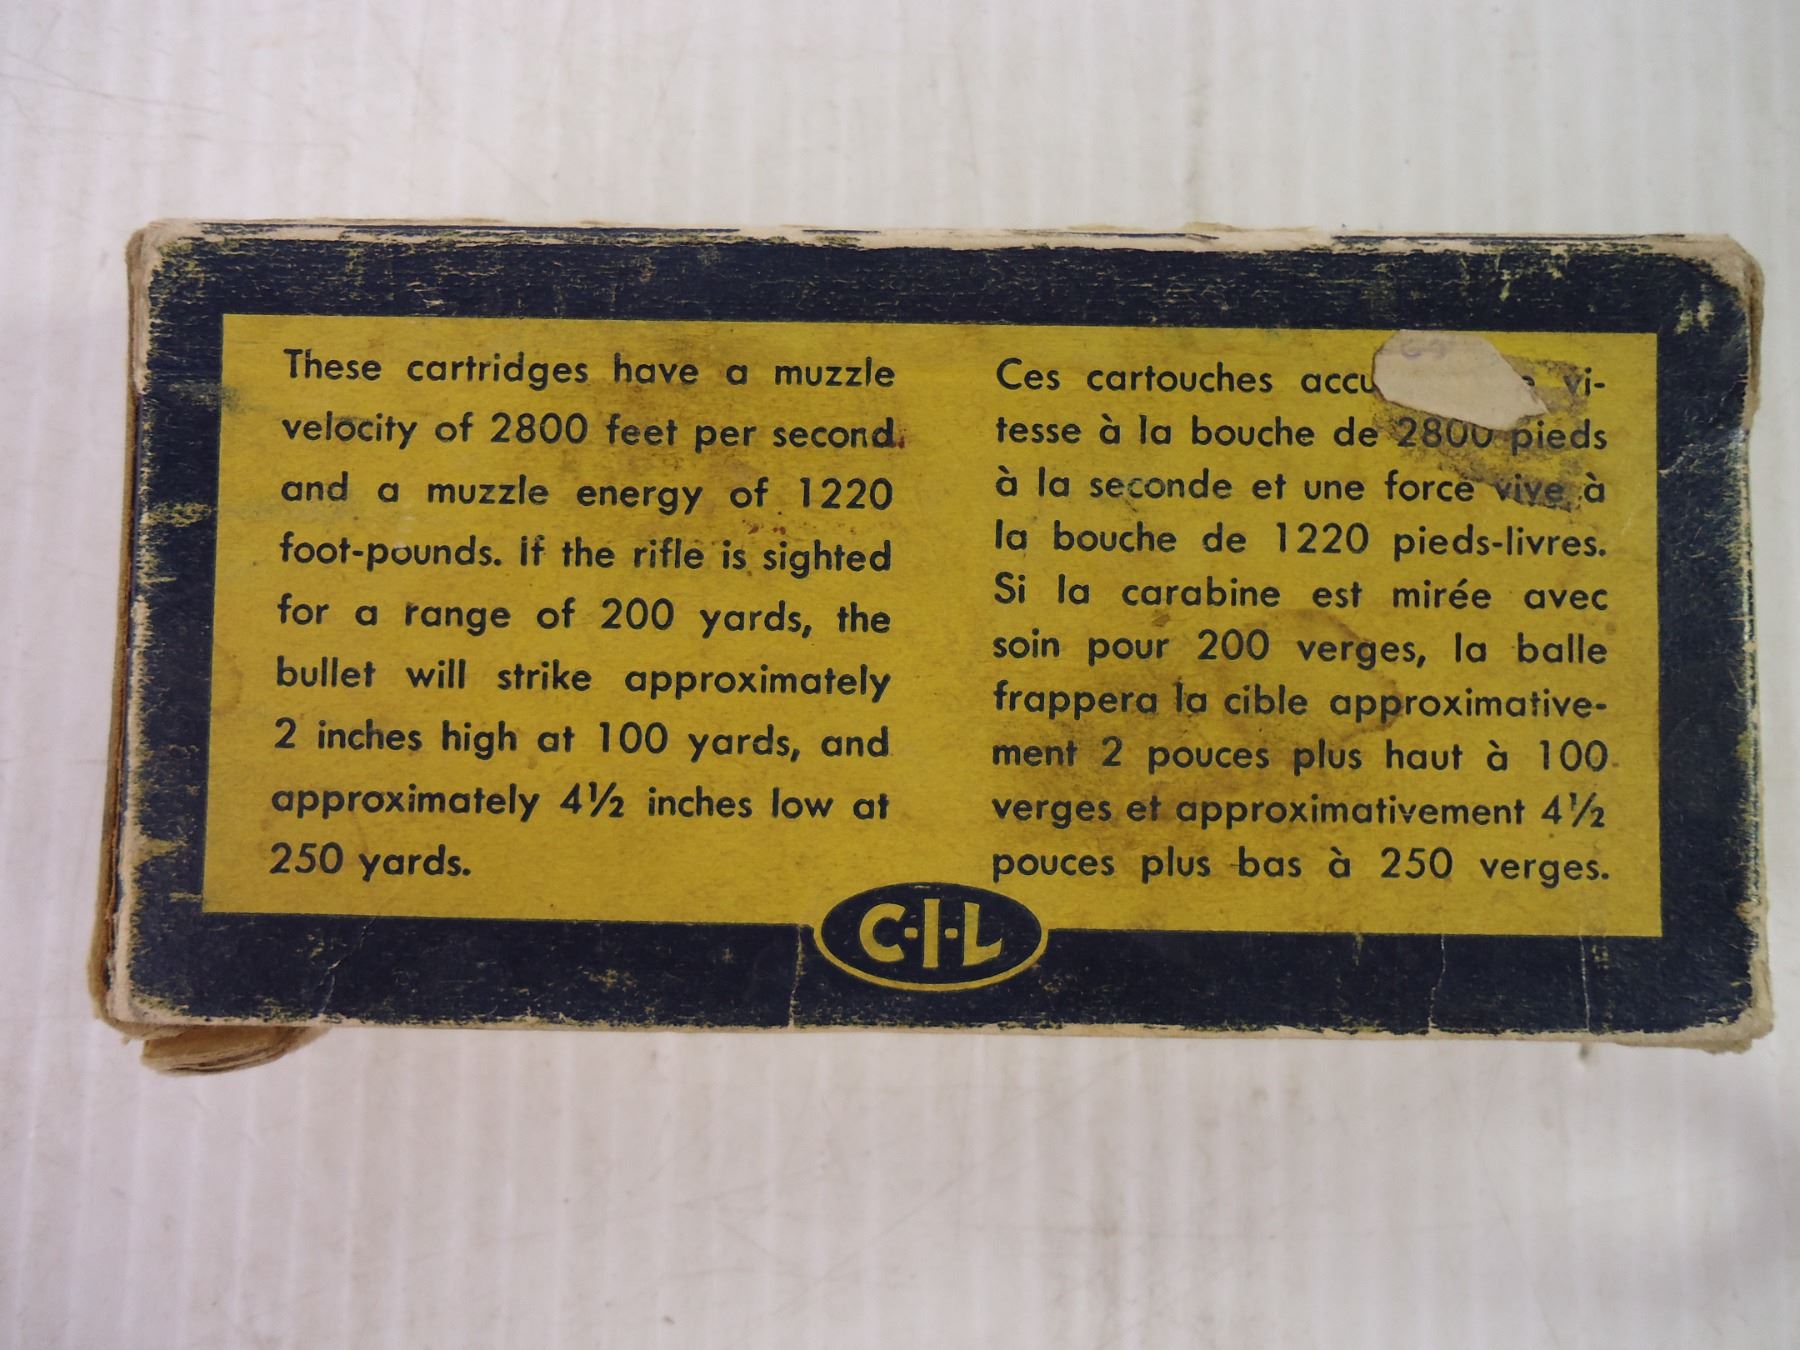 These cartridges have a muzzle
velocity of 2800 feet per second
and a muzzle energy of 1220
foot-pounds. If the rifle is sighted
for a range of 200 yards, the
bullet will strike approximately
2 inches high at 100 yards, and
approximately 4½ inches low at
250 yards.
Ces cartouches vi-
tesse à la bouche de 2800 pieds
à la seconde et une force vive à
la bouche de 1220 pieds-livres.
Si la carabine est mirée avec
soin pour 200 verges, la balle
frappera la cible approximative-
ment 2 pouces plus haut à 100
verges et approximativement 4½
pouces plus bas à 250 verges.
C-I-L